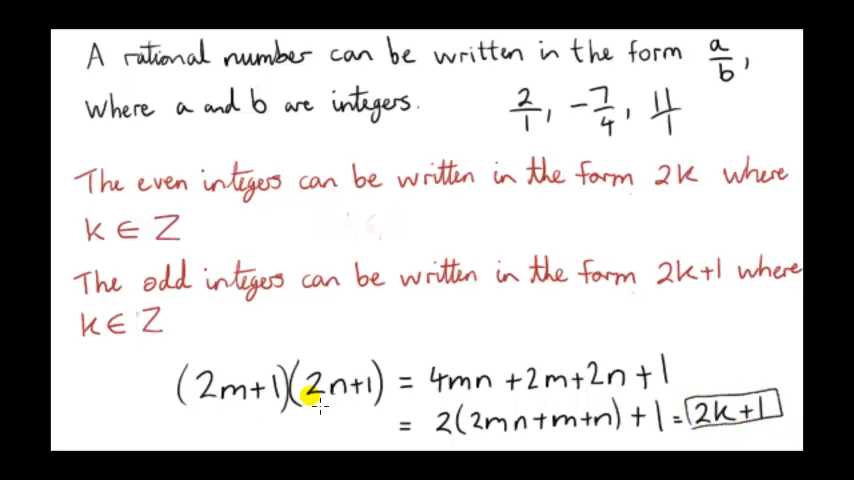 A rational number can be written in the form a/b,
where a and b are integers. 2/1, -7/4, 11/1
The even integers can be written in the form 2k where
k ∈ Z
The odd integers can be written in the form 2k+1 where
k ∈ Z
(2m+1)(2n+1) = 4mn +2m+2n +1
= 2(2mn+m+n) +1 = 2k+1